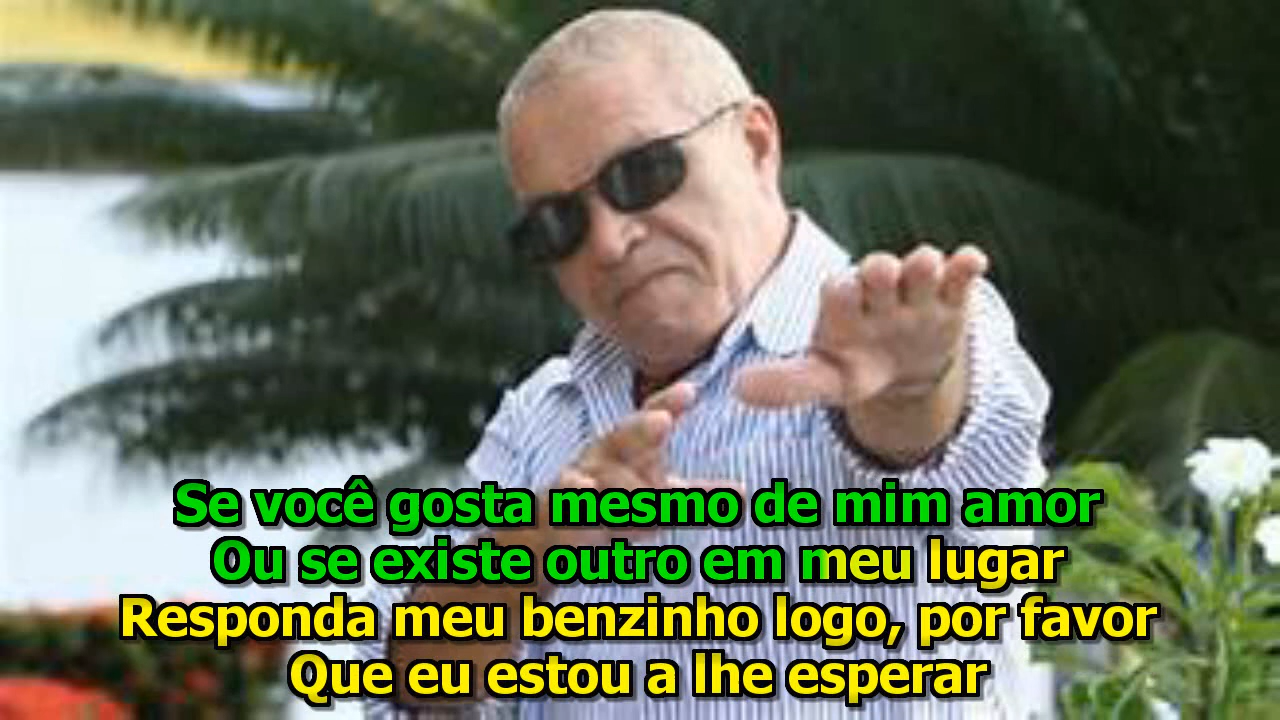 Se você gosta mesmo de mim amor
Ou se existe outro em meu lugar
Responda meu benzinho logo, por favor
Que eu estou a lhe esperar